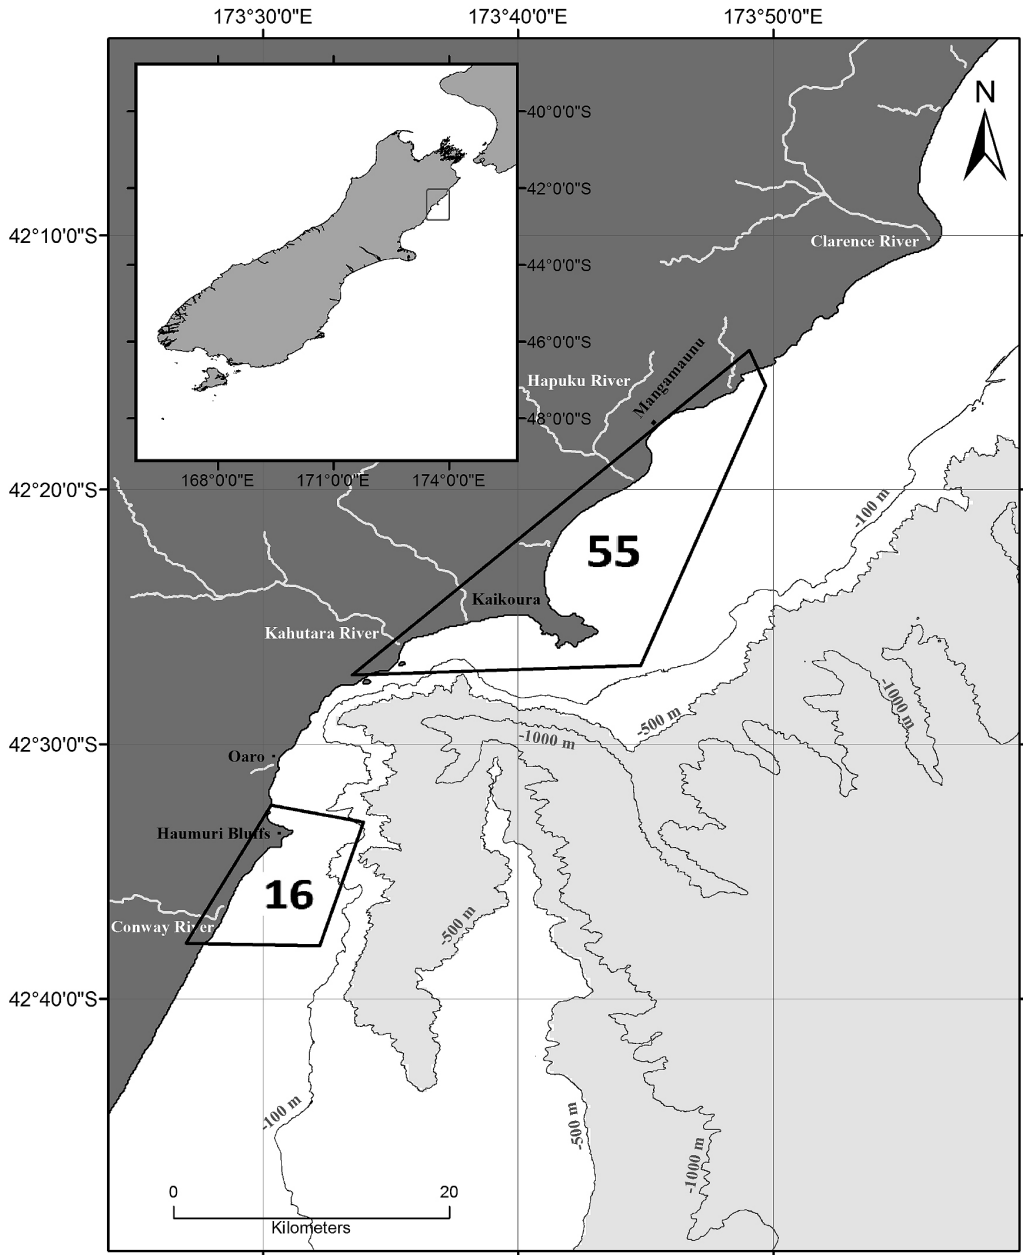 173°30'0"E
173°40'0"E
173°50'0"E
N
40°0'0"S
42°0'0"S
44°0'0"S
46°0'0"S
48°0'0"S
168°0'0"E
171°0'0"E
174°0'0"E
42°10'0"S
Clarence River
Mangamaunu
Hapuku River
42°20'0"S
-100 m
55
Kaikoura
Kahutara River
-1000 m
-500 m
-1000 m
42°30'0"S
Oaro
Haumuri Bluffs
16
-500 m
Conway River
42°40'0"S
-100 m
-500 m
-1000 m
0
20
Kilometers